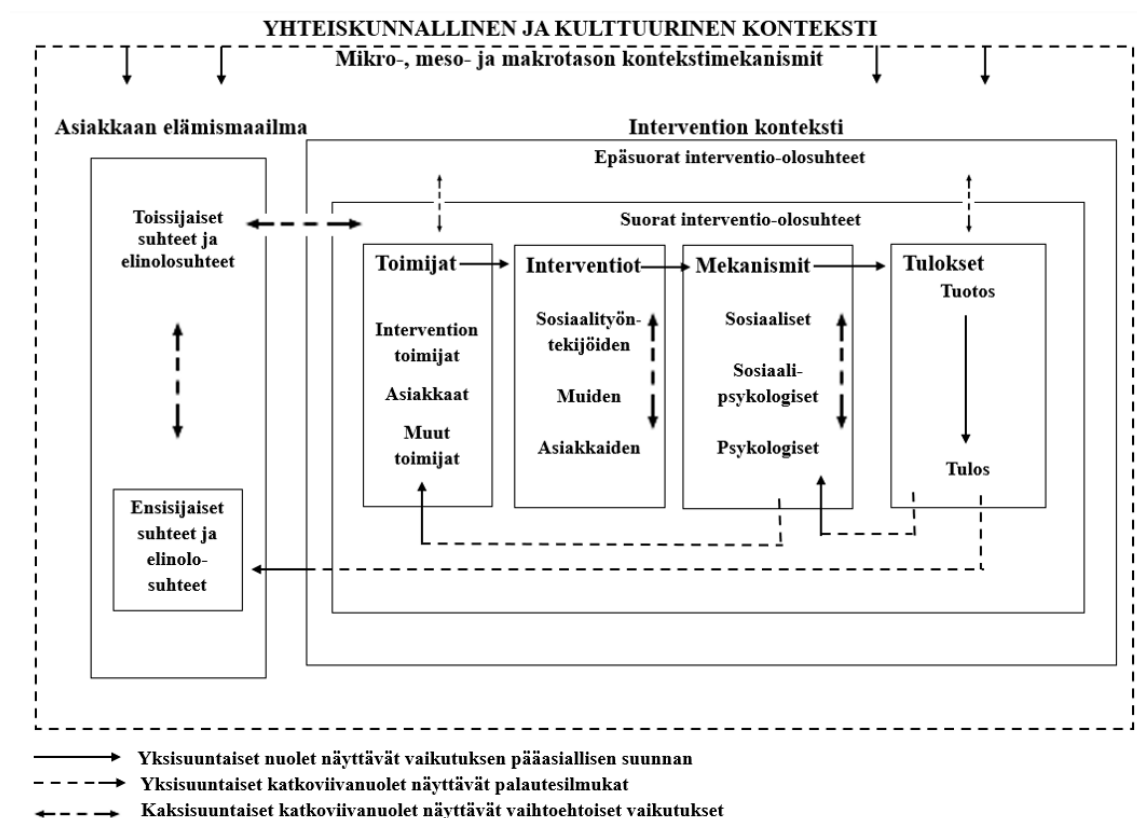 YHTEISKUNNALLINEN JA KULTTUURINEN KONTEKSTI
Mikro-, meso- ja makrotason kontekstimekanismit
Asiakkaan elämismaailma
Toissijaiset
suhteet ja
elinolosuhteet
Ensisijaiset
suhteet ja
elinolo-
suhteet
Intervention konteksti
Epäsuorat interventio-olosuhteet
Suorat interventio-olosuhteet
Toimijat
Intervention
toimijat
Asiakkaat
Muut
toimijat
Interventiot
Sosiaalityön-
tekijöiden
Muiden
Asiakkaiden
Mekanismit
Sosiaaliset
Sosiaali-
psykologiset
Psykologiset
Tulokset
Tuotos
Tulos
Yksisuuntaiset nuolet näyttävät vaikutuksen pääasiallisen suunnan
Yksisuuntaiset katkoviivanuolet näyttävät palautesilmukat
Kaksisuuntaiset katkoviivanuolet näyttävät vaihtoehtoiset vaikutukset